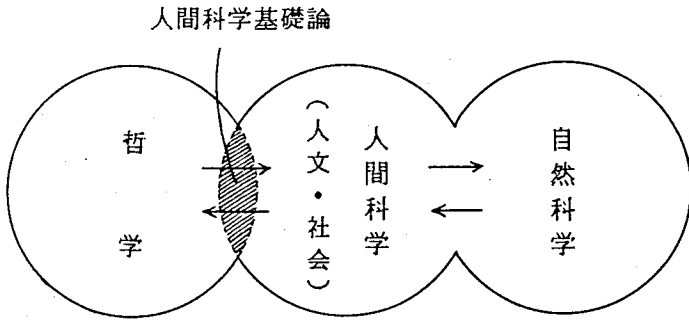 人間科学基礎論
哲学
(人文・社会)
人間科学
自然科学